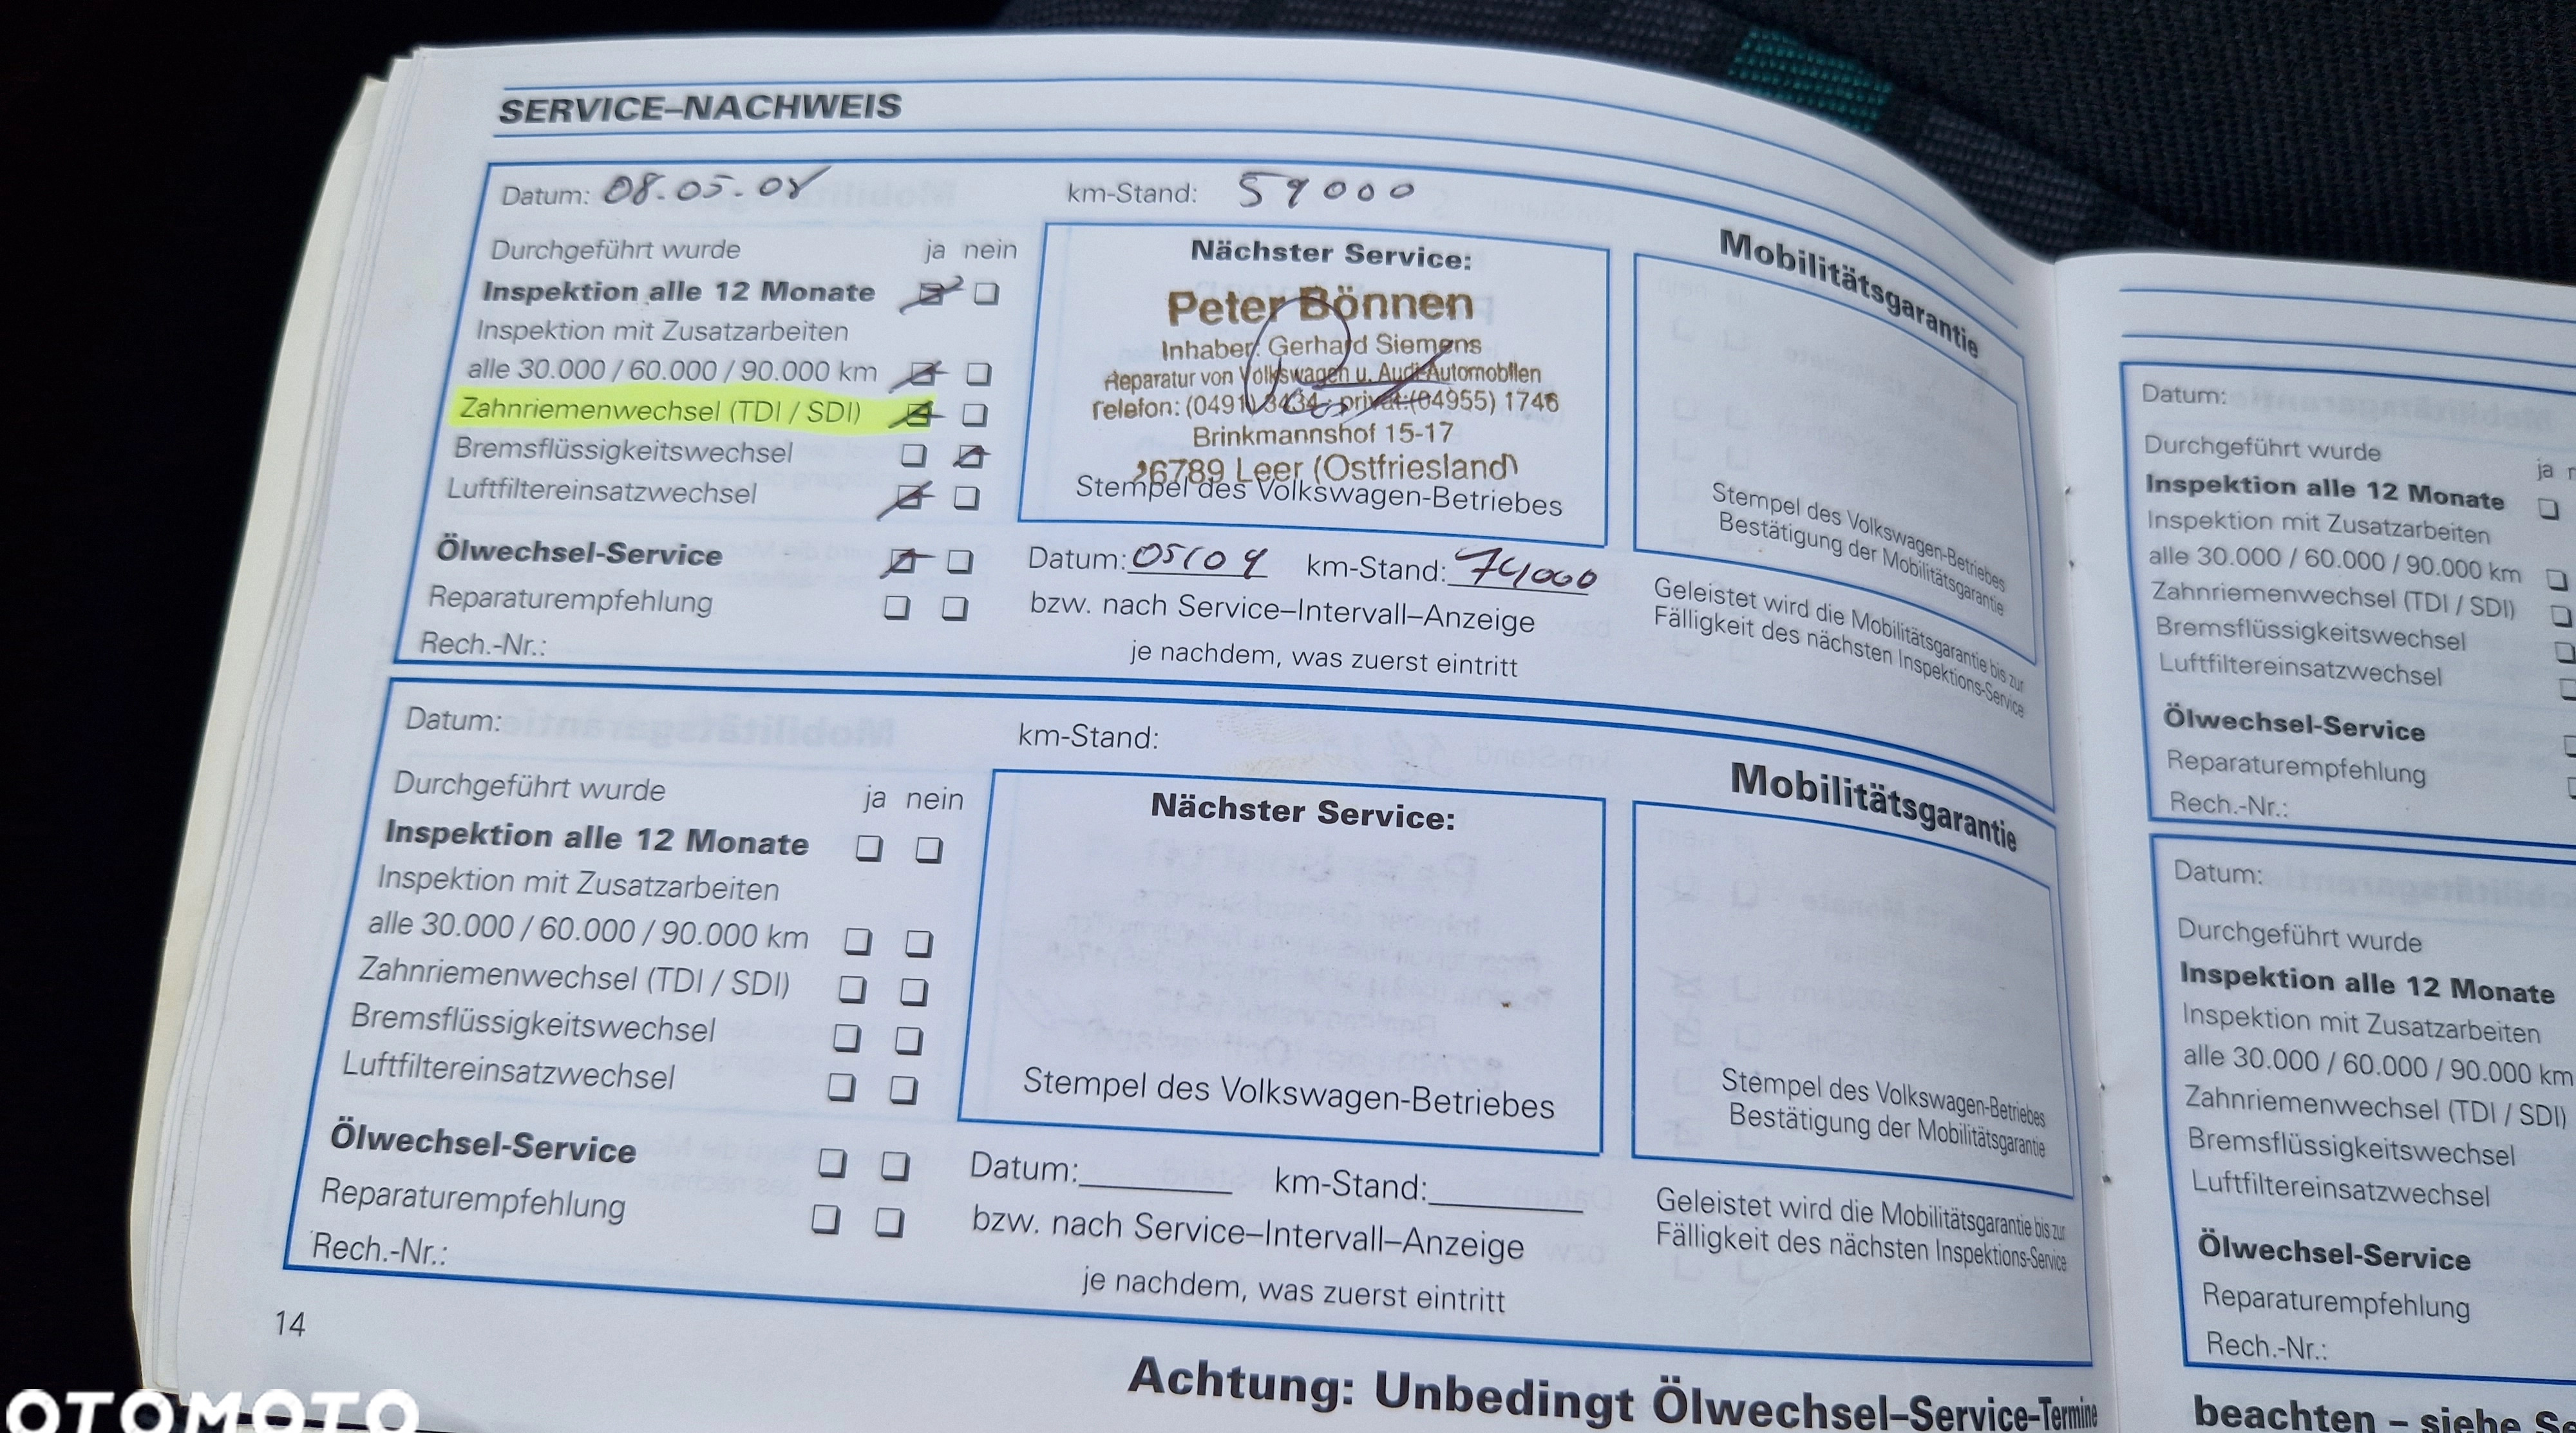 SERVICE–NACHWEIS
Datum: 08.05.08
km-Stand: 59000
Durchgeführt wurde ja nein
Inspektion alle 12 Monate
Inspektion mit Zusatzarbeiten
alle 30.000 / 60.000 / 90.000 km
Zahnriemenwechsel (TDI / SDI)
Bremsflüssigkeitswechsel
Luftfiltereinsatzwechsel
Ölwechsel-Service
Reparaturempfehlung
Rech.-Nr.:
Nächster Service:
Peter Bönnen
Inhaber: Gerhard Siemens
Reparatur von Volkswagen u. Audi-Automobilen
Telefon: (0491) 3434 privat:(04955) 1746
Brinkmannshof 15-17
26789 Leer (Ostfriesland)
Stempel des Volkswagen-Betriebes
Datum: 05/09 km-Stand: 74000
bzw. nach Service–Intervall–Anzeige
je nachdem, was zuerst eintritt
Mobilitätsgarantie
Stempel des Volkswagen-Betriebes
Bestätigung der Mobilitätsgarantie
Geleistet wird die Mobilitätsgarantie bis zur
Fälligkeit des nächsten Inspektions-Service
Datum:
km-Stand:
Durchgeführt wurde ja nein
Inspektion alle 12 Monate
Inspektion mit Zusatzarbeiten
alle 30.000 / 60.000 / 90.000 km
Zahnriemenwechsel (TDI / SDI)
Bremsflüssigkeitswechsel
Luftfiltereinsatzwechsel
Ölwechsel-Service
Reparaturempfehlung
Rech.-Nr.:
Nächster Service:
Stempel des Volkswagen-Betriebes
Datum: km-Stand:
bzw. nach Service–Intervall–Anzeige
je nachdem, was zuerst eintritt
Mobilitätsgarantie
Stempel des Volkswagen-Betriebes
Bestätigung der Mobilitätsgarantie
Geleistet wird die Mobilitätsgarantie bis zur
Fälligkeit des nächsten Inspektions-Service
14
Achtung: Unbedingt Ölwechsel–Service–Termine
Datum:
Durchgeführt wurde
ja
Inspektion alle 12 Monate
Inspektion mit Zusatzarbeiten
alle 30.000 / 60.000 / 90.000 km
Zahnriemenwechsel (TDI / SDI)
Bremsflüssigkeitswechsel
Luftfiltereinsatzwechsel
Ölwechsel-Service
Reparaturempfehlung
Rech.-Nr.:
Datum:
Durchgeführt wurde
Inspektion alle 12 Monate
Inspektion mit Zusatzarbeiten
alle 30.000 / 60.000 / 90.000 km
Zahnriemenwechsel (TDI / SDI)
Bremsflüssigkeitswechsel
Luftfiltereinsatzwechsel
Ölwechsel-Service
Reparaturempfehlung
Rech.-Nr.:
beachten – siehe
OTOMOTO